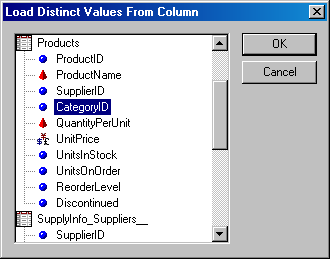 Load Distinct Values From Column
Products
ProductID
ProductName
SupplierID
CategoryID
QuantityPerUnit
UnitPrice
UnitsInStock
UnitsOnOrder
ReorderLevel
Discontinued
SupplyInfo_Suppliers__
SupplierID
OK
Cancel